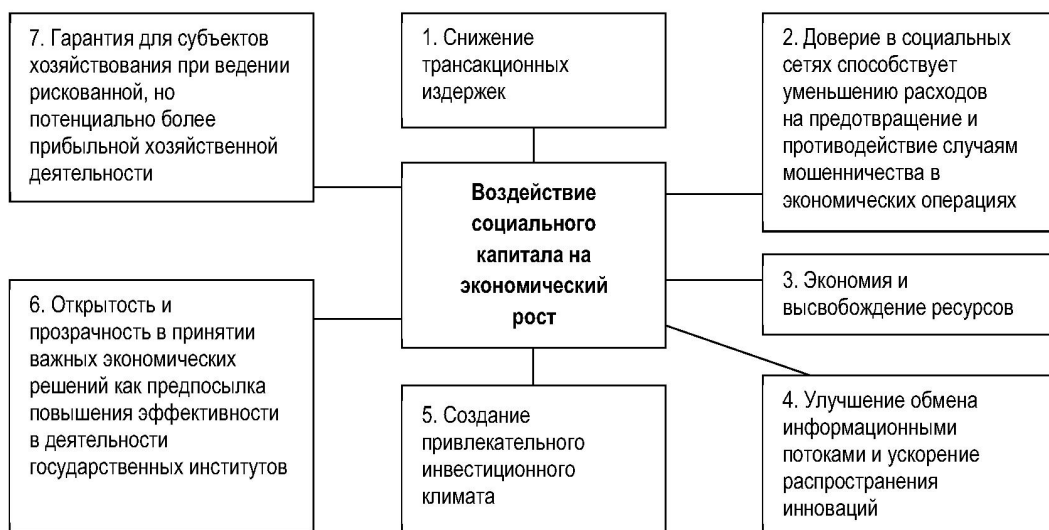 7. Гарантия для субъектов
хозяйствования при ведении
рискованной, но
потенциально более
прибыльной хозяйственной
деятельности
1. Снижение
трансакционных
издержек
2. Доверие в социальных
сетях способствует
уменьшению расходов
на предотвращение и
противодействие случаям
мошенничества в
экономических операциях
Воздействие
социального
капитала на
экономический
рост
3. Экономия и
высвобождение ресурсов
6. Открытость и
прозрачность в принятии
важных экономических
решений как предпосылка
повышения эффективности
в деятельности
государственных институтов
5. Создание
привлекательного
инвестиционного
климата
4. Улучшение обмена
информационными
потоками и ускорение
распространения
инноваций